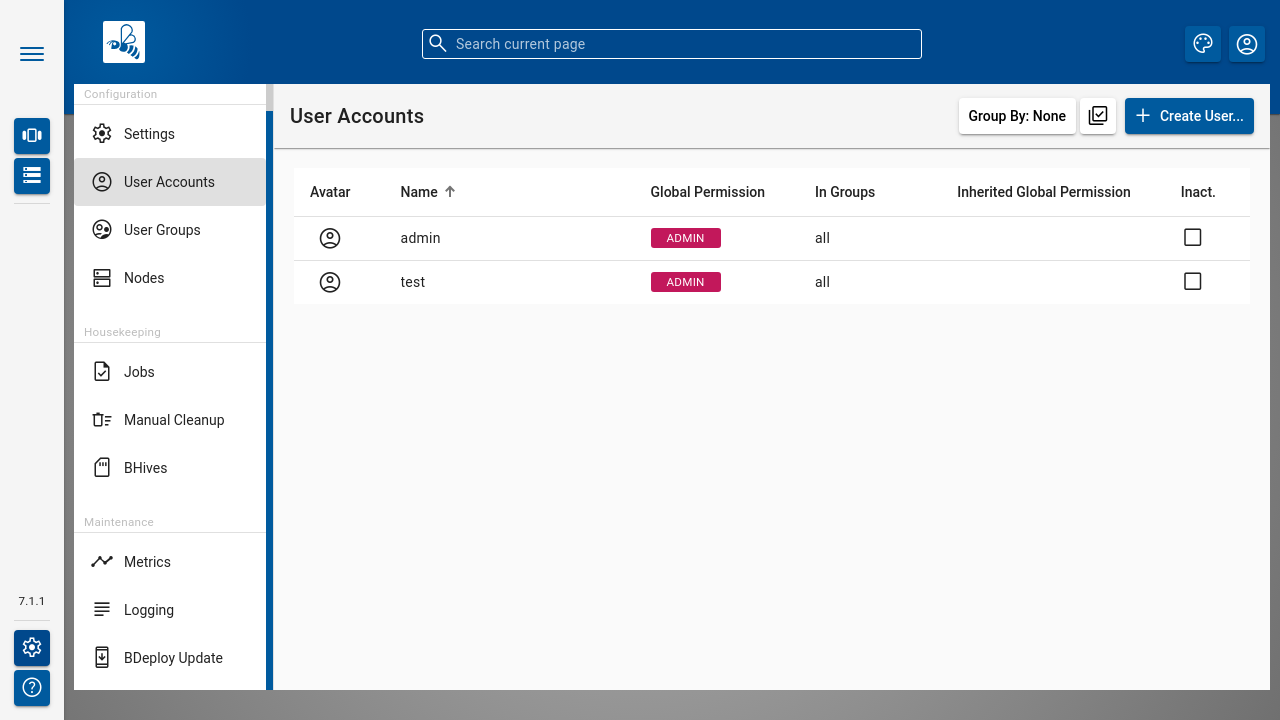 Search current page
Configuration
Settings
User Accounts
User Groups
Nodes
Housekeeping
Jobs
Manual Cleanup
BHives
Maintenance
Metrics
Logging
BDeploy Update
7.1.1
User Accounts
Group By: None
Create User...
Avatar Name Global Permission In Groups Inherited Global Permission Inact.
admin ADMIN all
test ADMIN all